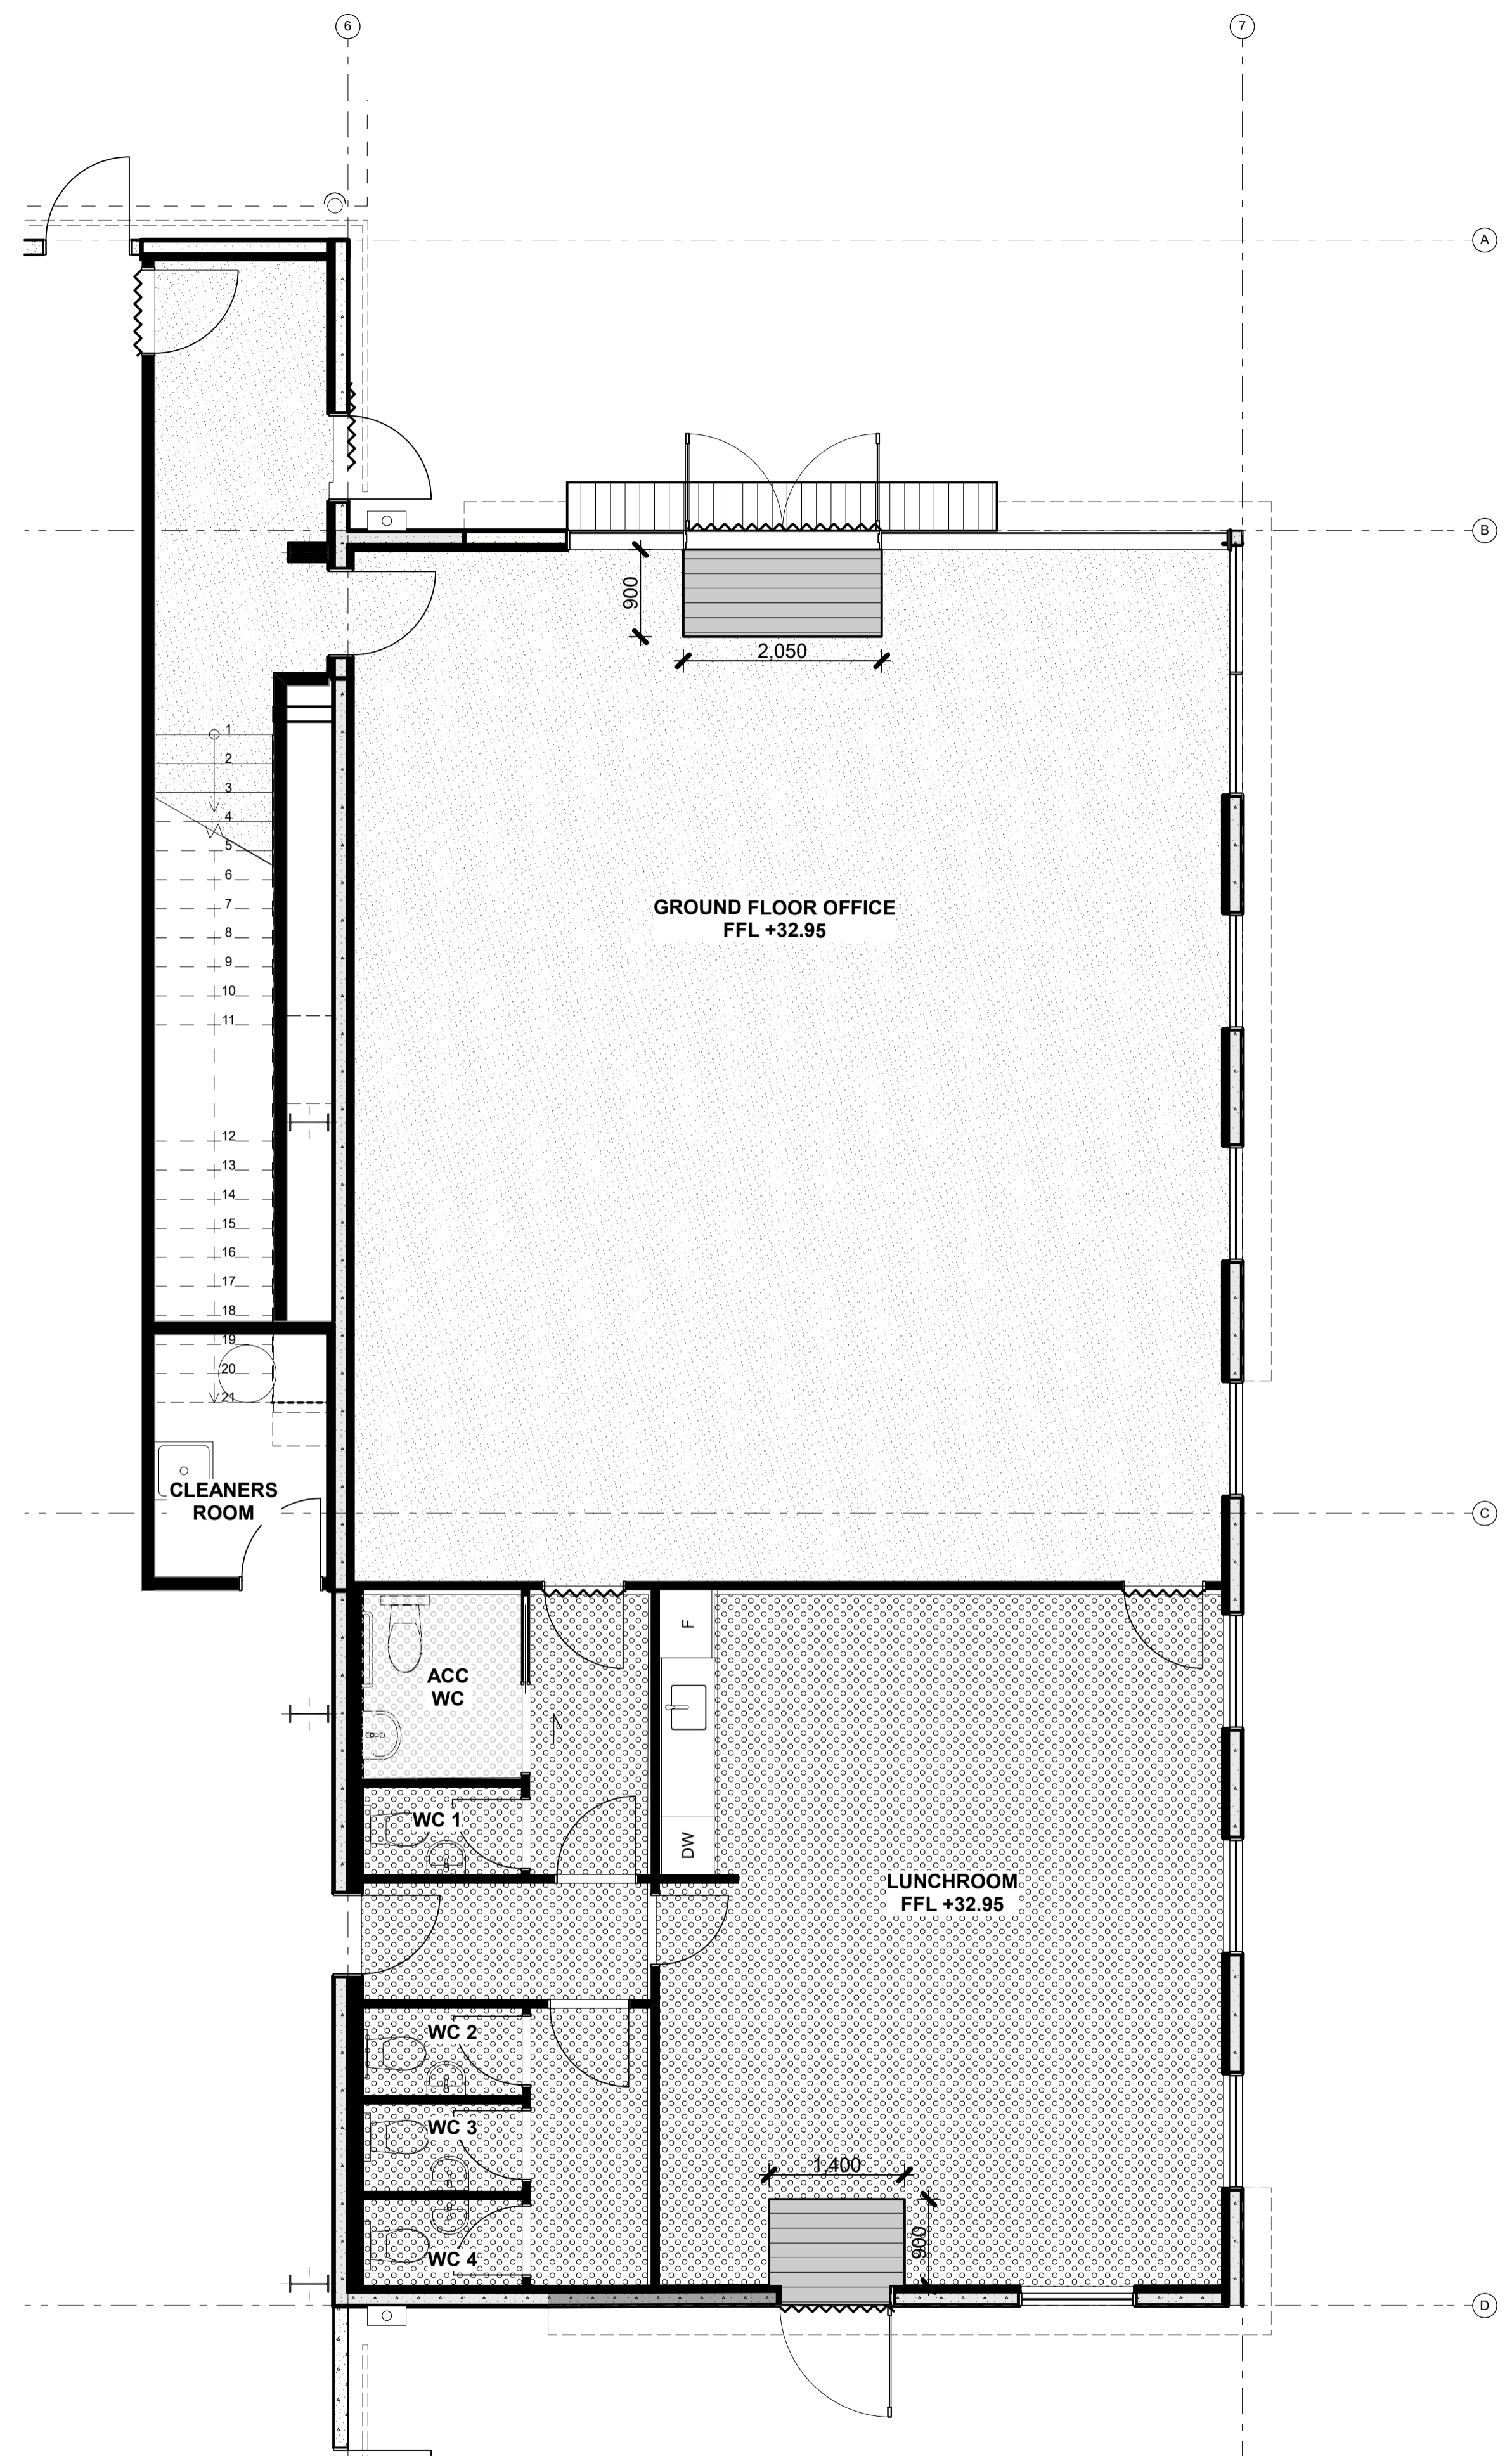 6
7
A
B
900
2,050
1
2
3
4
5
6
7
8
9
10
11
12
13
14
15
16
17
18
19
20
21
GROUND FLOOR OFFICE
FFL +32.95
CLEANERS
ROOM
C
F
ACC
WC
WC 1
DW
LUNCHROOM
FFL +32.95
WC 2
WC 3
1,400
900
WC 4
D